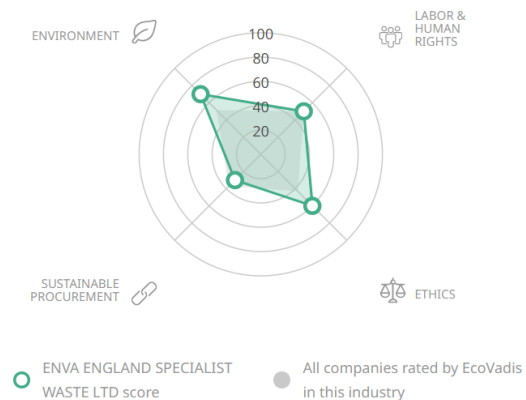 ENVIRONMENT
LABOR &
HUMAN
RIGHTS
100
80
60
40
20
SUSTAINABLE
PROCUREMENT
ETHICS
ENVA ENGLAND SPECIALIST
WASTE LTD score
All companies rated by EcoVadis
in this industry